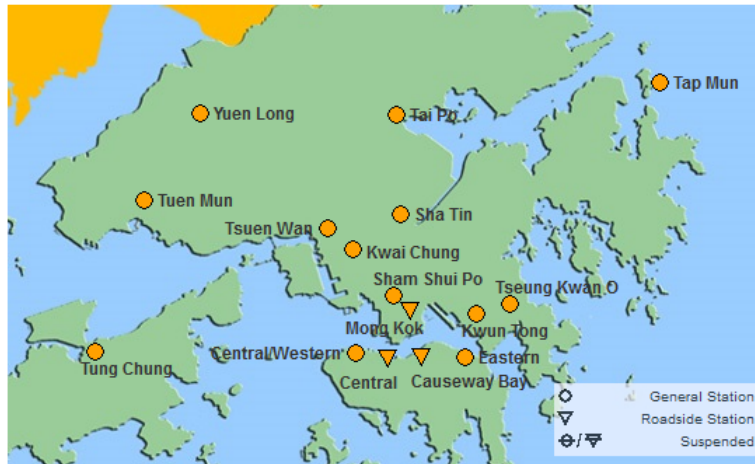 Tap Mun
Yuen Long
Tai Po
Tuen Mun
Sha Tin
Tsuen Wan
Kwai Chung
Sham Shui Po
Tseung Kwan O
Mong Kok
Kwun Tong
Central/Western
Eastern
Tung Chung
Central
Causeway Bay
General Station
Roadside Station
/
Suspended